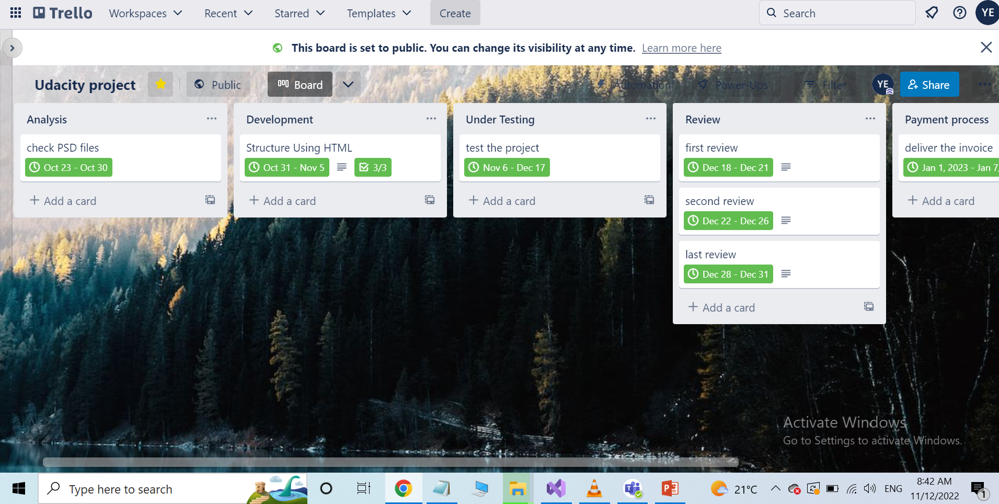 Trello Workspaces Recent Starred Templates Create Search YE
This board is set to public. You can change its visibility at any time. Learn more here
Udacity project Public Board Automation Power-Ups Filter YE Share
Analysis
check PSD files
Oct 23 - Oct 30
Add a card
Development
Structure Using HTML
Oct 31 - Nov 5 3/3
Add a card
Under Testing
test the project
Nov 6 - Dec 17
Add a card
Review
first review
Dec 18 - Dec 21
second review
Dec 22 - Dec 26
last review
Dec 28 - Dec 31
Add a card
Payment process
deliver the invoice
Jan 1, 2023 - Jan 7,
Add a card
Activate Windows
Go to Settings to activate Windows.
Type here to search
21°C
ENG
8:42 AM
11/12/2022
1